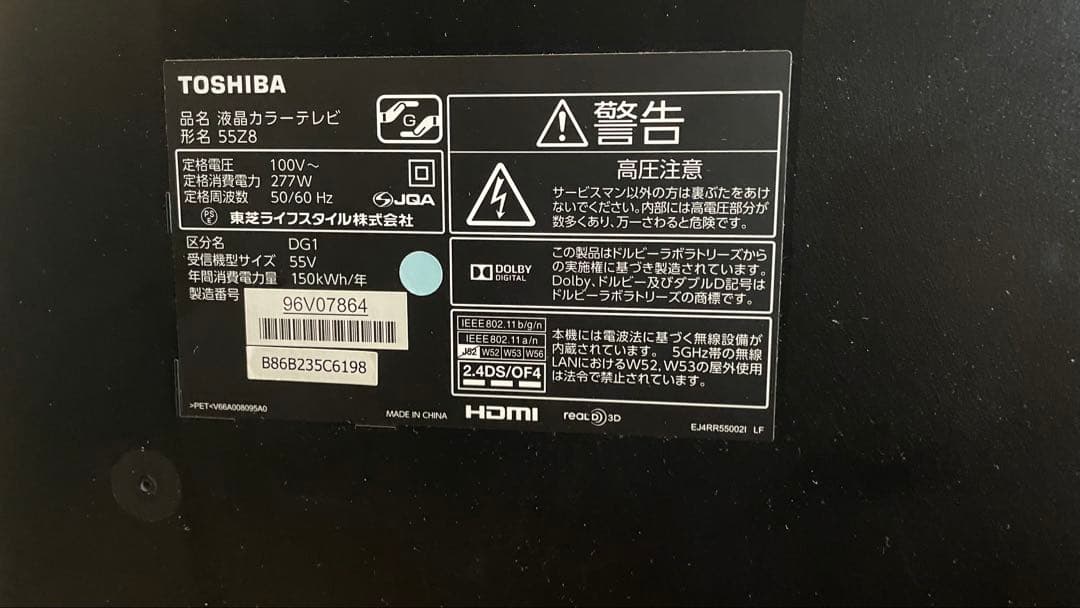 TOSHIBA
品名 液晶カラーテレビ
形名 55Z8
G
定格電圧 100V～
定格消費電力 277W
定格周波数 50/60 Hz
JQA
PS
E
東芝ライフスタイル株式会社
区分名 DG1
受信機型サイズ 55V
年間消費電力量 150kWh/年
製造番号
96V07864
B86B235C6198
>PET<V66A008095A0
MADE IN CHINA
HDMI
REALD 3D
警告
高圧注意
サービスマン以外の方は裏ぶたをあけ
ないでください。内部には高電圧部分が
数多くあり、万一さわると危険です。
DOLBY
DIGITAL
この製品はドルビーラボラトリーズから
の実施権に基づき製造されています。
Dolby、ドルビー及びダブルD記号は
ドルビーラボラトリーズの商標です。
IEEE802.11b/g/n
IEEE802.11a/n
J52 W52 W53 W56
2.4DS/OF4
本機には電波法に基づく無線設備が
内蔵されています。 5GHz帯の無線
LANにおけるW52、W53の屋外使用
は法令で禁止されています。
EJ4RR55002I LF